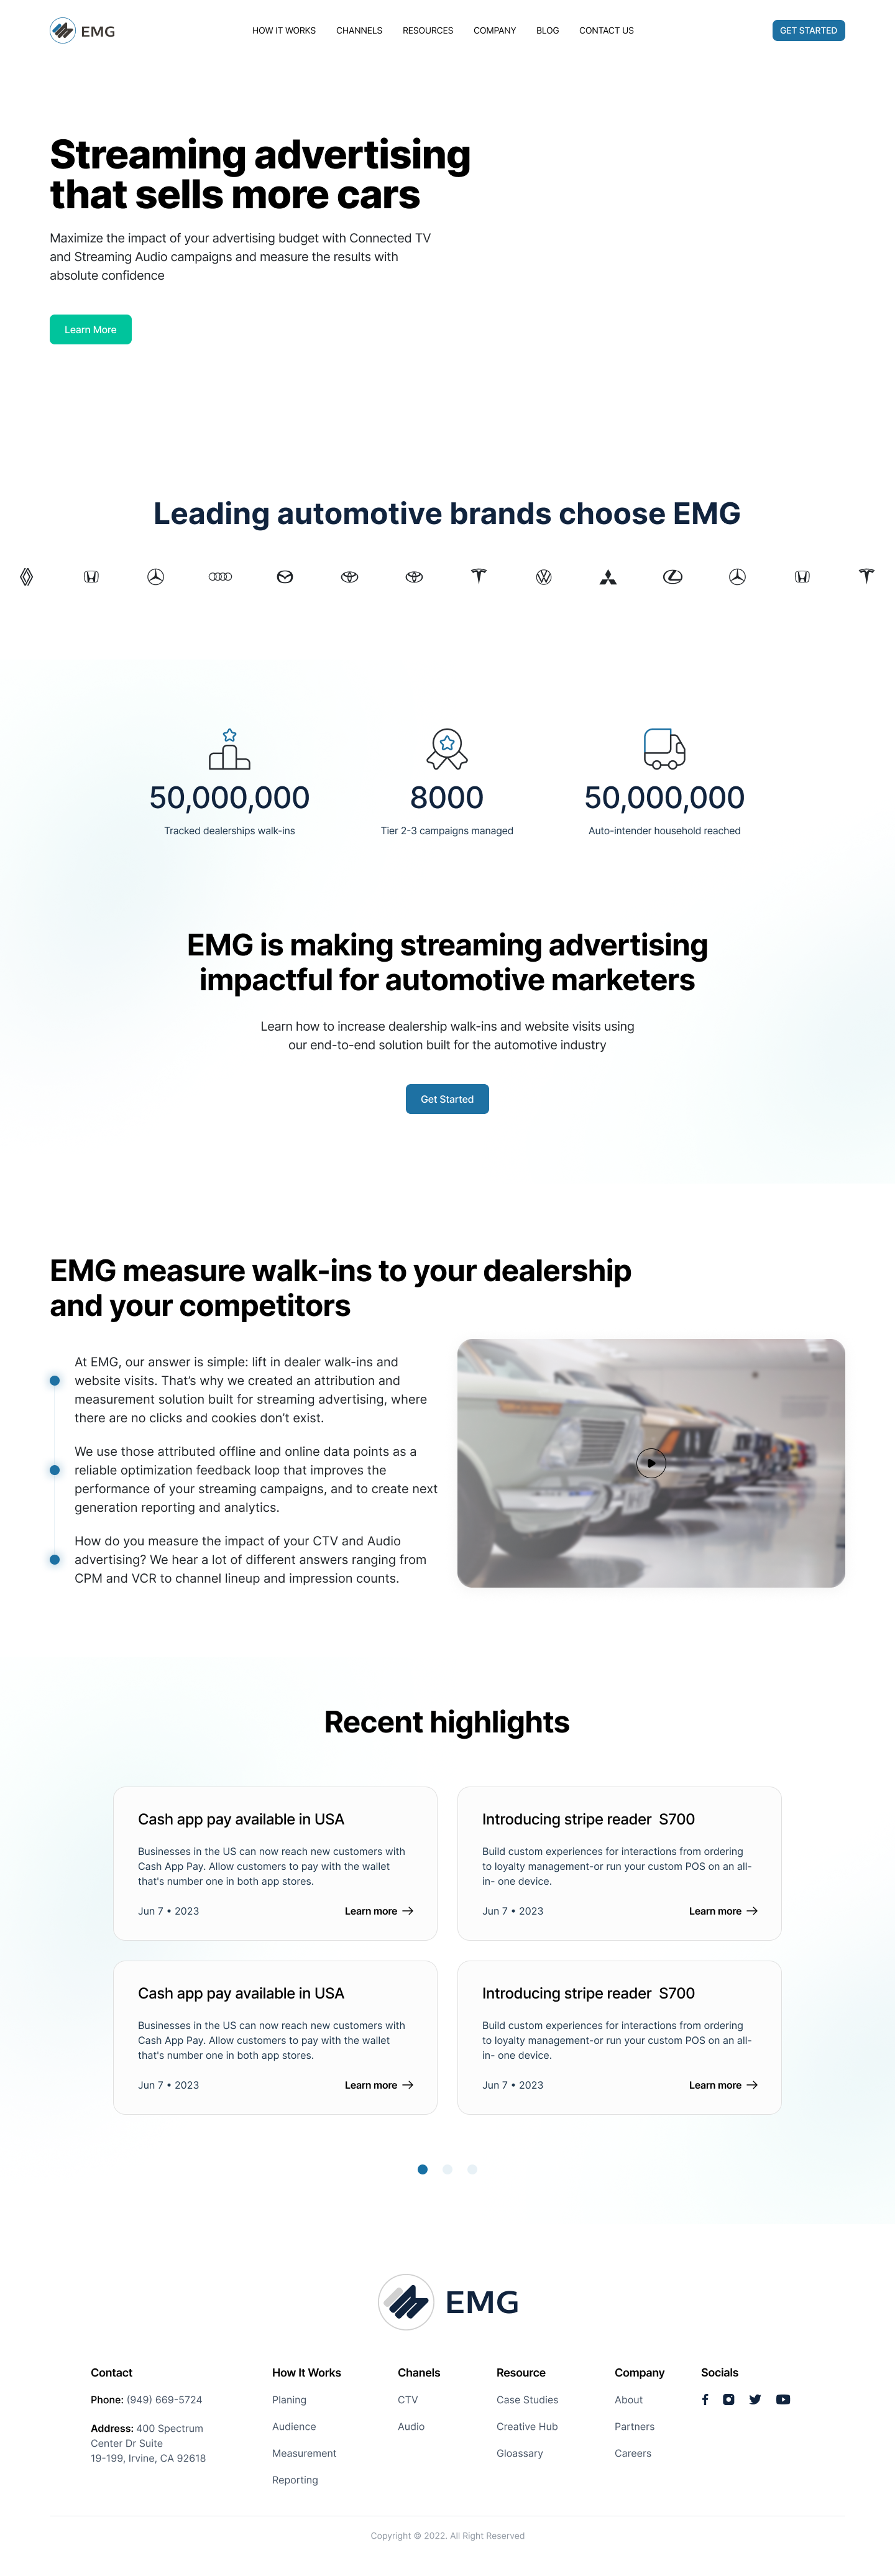 EMG
HOW IT WORKS
CHANNELS
RESOURCES
COMPANY
BLOG
CONTACT US
GET STARTED
Streaming advertising
that sells more cars
Maximize the impact of your advertising budget with Connected TV
and Streaming Audio campaigns and measure the results with
absolute confidence
Learn More
Leading automotive brands choose EMG
50,000,000
Tracked dealerships walk-ins
8000
Tier 2-3 campaigns managed
50,000,000
Auto-intender household reached
EMG is making streaming advertising
impactful for automotive marketers
Learn how to increase dealership walk-ins and website visits using
our end-to-end solution built for the automotive industry
Get Started
EMG measure walk-ins to your dealership
and your competitors
At EMG, our answer is simple: lift in dealer walk-ins and
website visits. That’s why we created an attribution and
measurement solution built for streaming advertising, where
there are no clicks and cookies don’t exist.
We use those attributed offline and online data points as a
reliable optimization feedback loop that improves the
performance of your streaming campaigns, and to create next
generation reporting and analytics.
How do you measure the impact of your CTV and Audio
advertising? We hear a lot of different answers ranging from
CPM and VCR to channel lineup and impression counts.
Recent highlights
Cash app pay available in USA
Businesses in the US can now reach new customers with
Cash App Pay. Allow customers to pay with the wallet
that's number one in both app stores.
Jun 7 • 2023
Learn more
Introducing stripe reader  S700
Build custom experiences for interactions from ordering
to loyalty management-or run your custom POS on an all-
in- one device.
Jun 7 • 2023
Learn more
Cash app pay available in USA
Businesses in the US can now reach new customers with
Cash App Pay. Allow customers to pay with the wallet
that's number one in both app stores.
Jun 7 • 2023
Learn more
Introducing stripe reader  S700
Build custom experiences for interactions from ordering
to loyalty management-or run your custom POS on an all-
in- one device.
Jun 7 • 2023
Learn more
EMG
Contact
Phone: (949) 669-5724
Address: 400 Spectrum
Center Dr Suite
19-199, Irvine, CA 92618
How It Works
Planing
Audience
Measurement
Reporting
Chanels
CTV
Audio
Resource
Case Studies
Creative Hub
Gloassary
Company
About
Partners
Careers
Socials
Copyright © 2022. All Right Reserved